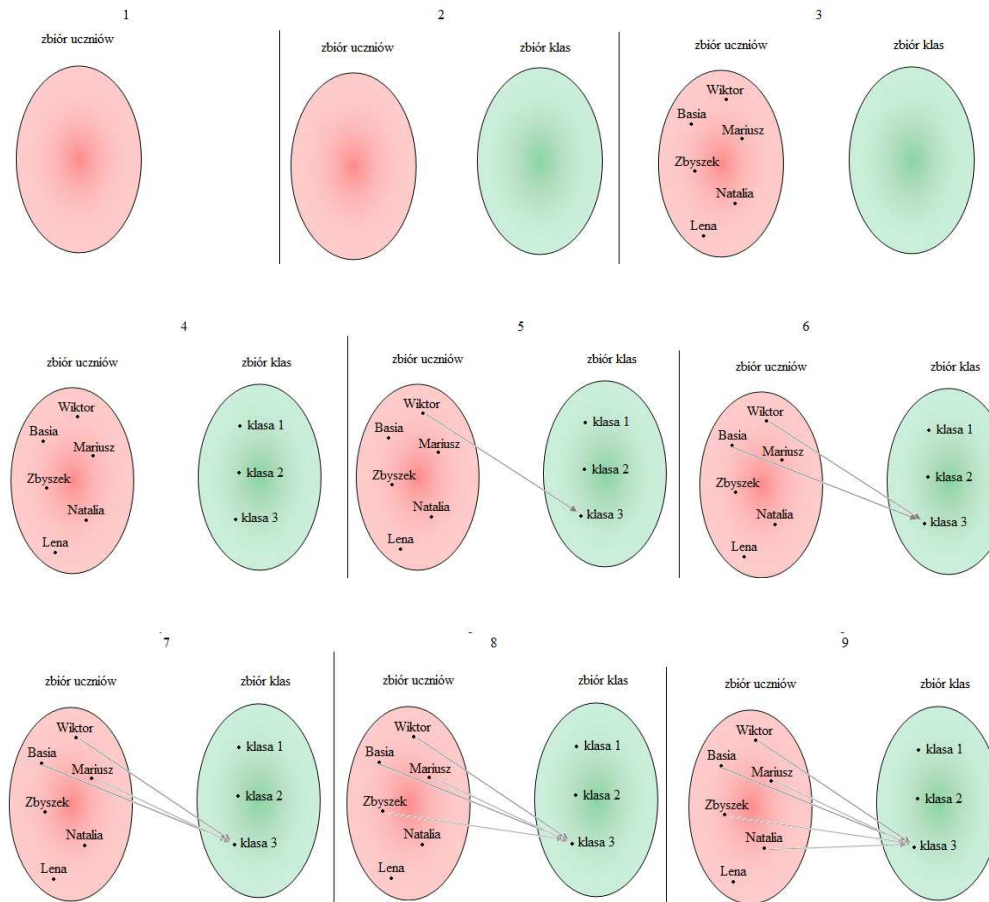 1
zbiór uczniów
2
zbiór uczniów
zbiór klas
3
zbiór uczniów
zbiór klas
Wiktor
Basia
Mariusz
Zbyszek
Natalia
Lena
4
zbiór uczniów
zbiór klas
Wiktor
Basia
Mariusz
Zbyszek
Natalia
Lena
klasa 1
klasa 2
klasa 3
5
zbiór uczniów
zbiór klas
Wiktor
Basia
Mariusz
Zbyszek
Natalia
Lena
klasa 1
klasa 2
klasa 3
6
zbiór uczniów
zbiór klas
Wiktor
Basia
Mariusz
Zbyszek
Natalia
Lena
klasa 1
klasa 2
klasa 3
7
zbiór uczniów
zbiór klas
Wiktor
Basia
Mariusz
Zbyszek
Natalia
Lena
klasa 1
klasa 2
klasa 3
8
zbiór uczniów
zbiór klas
Wiktor
Basia
Mariusz
Zbyszek
Natalia
Lena
klasa 1
klasa 2
klasa 3
9
zbiór uczniów
zbiór klas
Wiktor
Basia
Mariusz
Zbyszek
Natalia
Lena
klasa 1
klasa 2
klasa 3